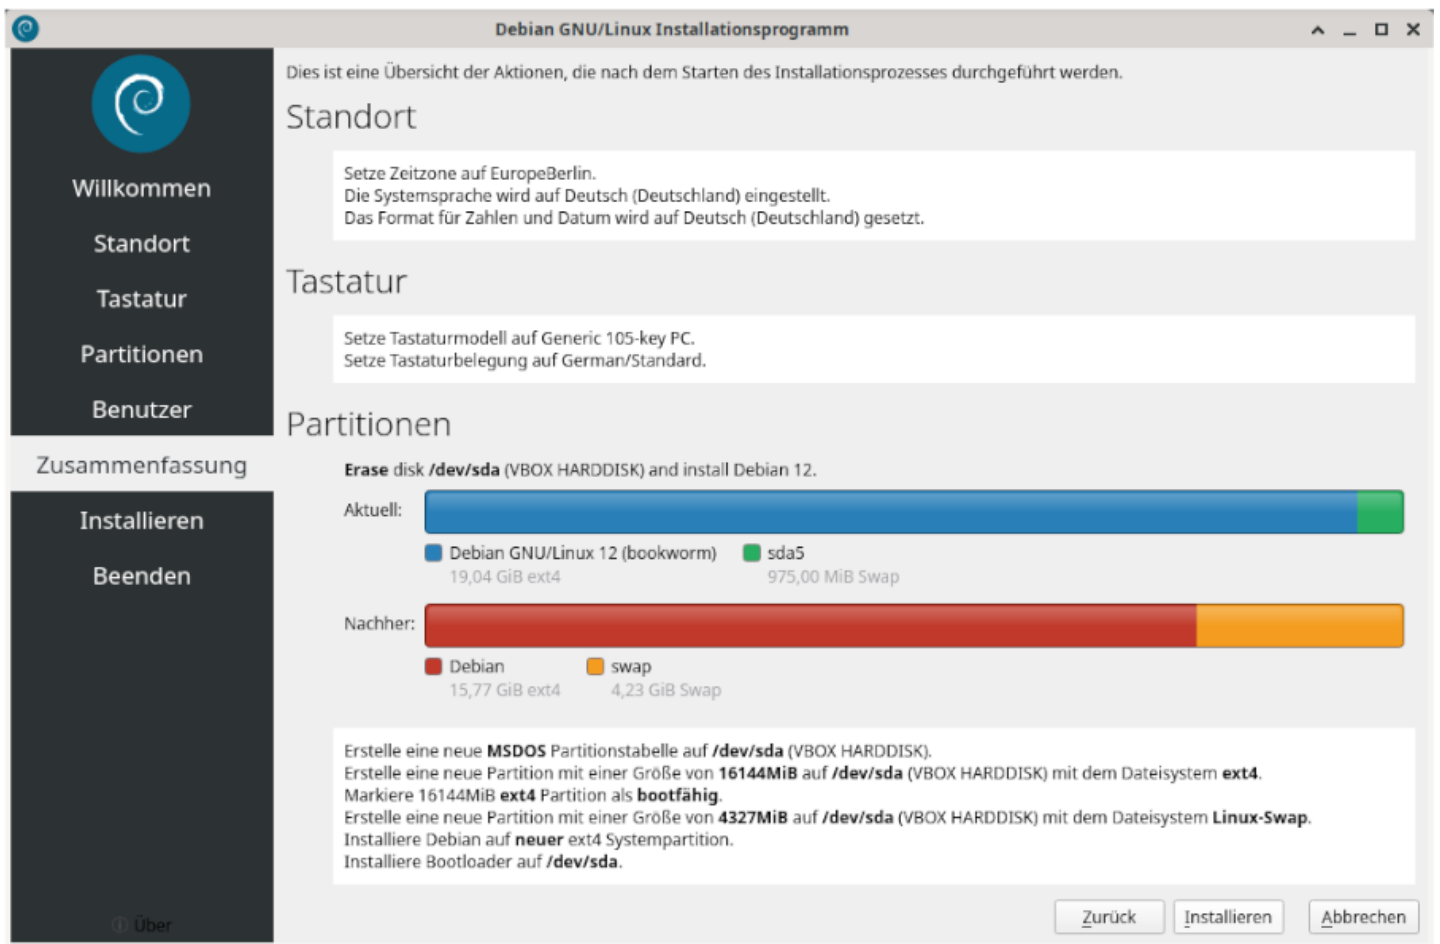 Debian GNU/Linux Installationsprogramm
Dies ist eine Übersicht der Aktionen, die nach dem Starten des Installationsprozesses durchgeführt werden.
Willkommen
Standort
Tastatur
Partitionen
Benutzer
Zusammenfassung
Installieren
Beenden
Über
Standort
Setze Zeitzone auf EuropeBerlin.
Die Systemsprache wird auf Deutsch (Deutschland) eingestellt.
Das Format für Zahlen und Datum wird auf Deutsch (Deutschland) gesetzt.
Tastatur
Setze Tastaturmodell auf Generic 105-key PC.
Setze Tastaturbelegung auf German/Standard.
Partitionen
Erase disk /dev/sda (VBOX HARDDISK) and install Debian 12.
Aktuell:
Debian GNU/Linux 12 (bookworm) sda5
19,04 GiB ext4 975,00 MiB Swap
Nachher:
Debian swap
15,77 GiB ext4 4,23 GiB Swap
Erstelle eine neue MSDOS Partitionstabelle auf /dev/sda (VBOX HARDDISK).
Erstelle eine neue Partition mit einer Größe von 16144MiB auf /dev/sda (VBOX HARDDISK) mit dem Dateisystem ext4.
Markiere 16144MiB ext4 Partition als bootfähig.
Erstelle eine neue Partition mit einer Größe von 4327MiB auf /dev/sda (VBOX HARDDISK) mit dem Dateisystem Linux-Swap.
Installiere Debian auf neuer ext4 Systempartition.
Installiere Bootloader auf /dev/sda.
Zurück Installieren Abbrechen